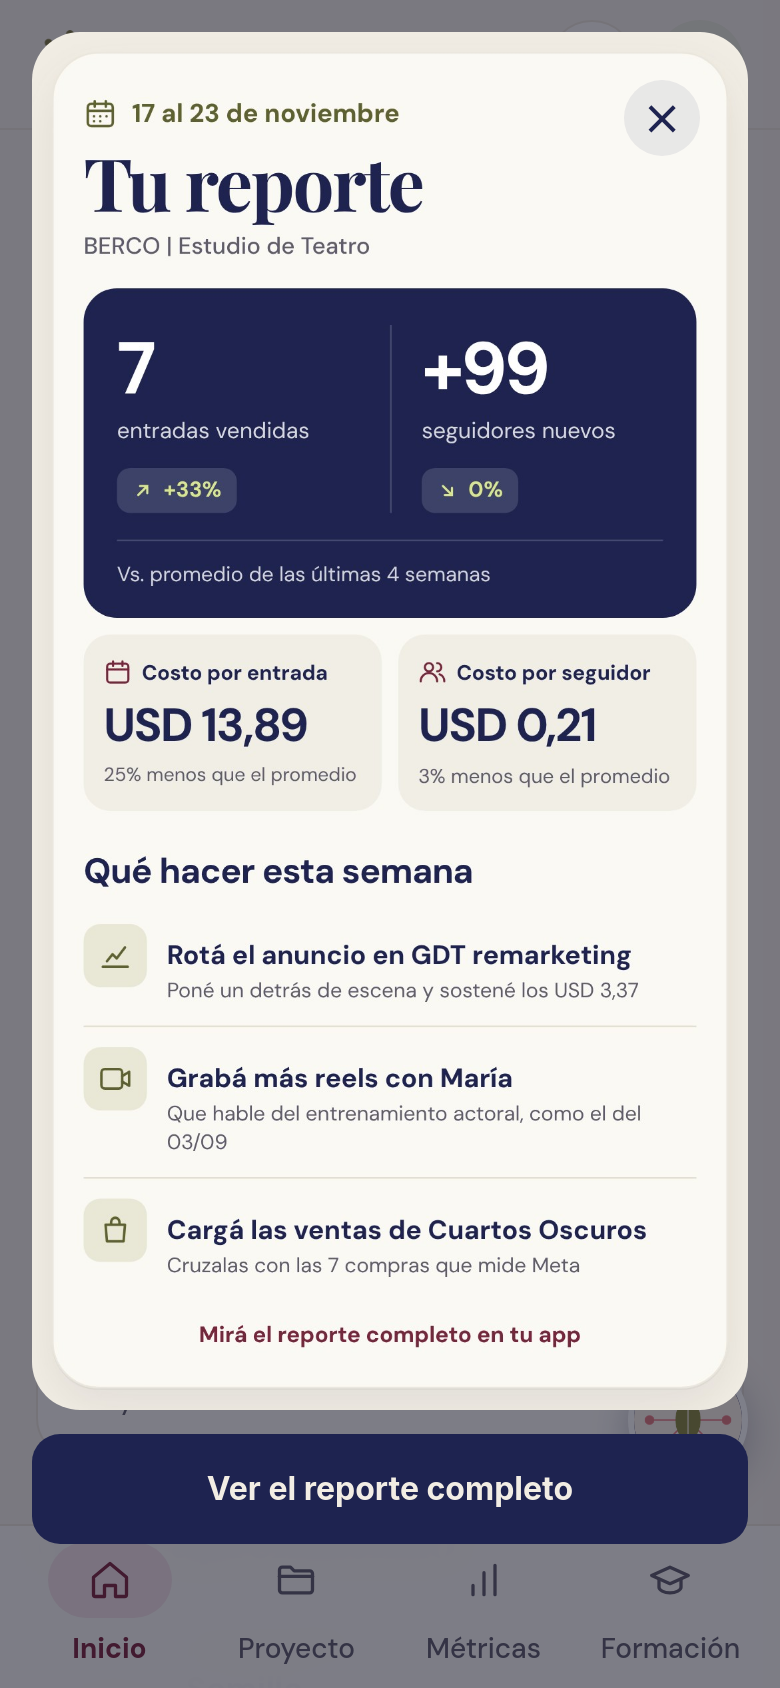 17 al 23 de noviembre
Tu reporte
BERCO | Estudio de Teatro
7
entradas vendidas
+33%
+99
seguidores nuevos
0%
Vs. promedio de las últimas 4 semanas
Costo por entrada
USD 13,89
25% menos que el promedio
Costo por seguidor
USD 0,21
3% menos que el promedio
Qué hacer esta semana
Rotá el anuncio en GDT remarketing
Poné un detrás de escena y sostené los USD 3,37
Grabá más reels con María
Que hable del entrenamiento actoral, como el del
03/09
Cargá las ventas de Cuartos Oscuros
Cruzalas con las 7 compras que mide Meta
Mirá el reporte completo en tu app
Ver el reporte completo
Inicio
Proyecto
Métricas
Formación